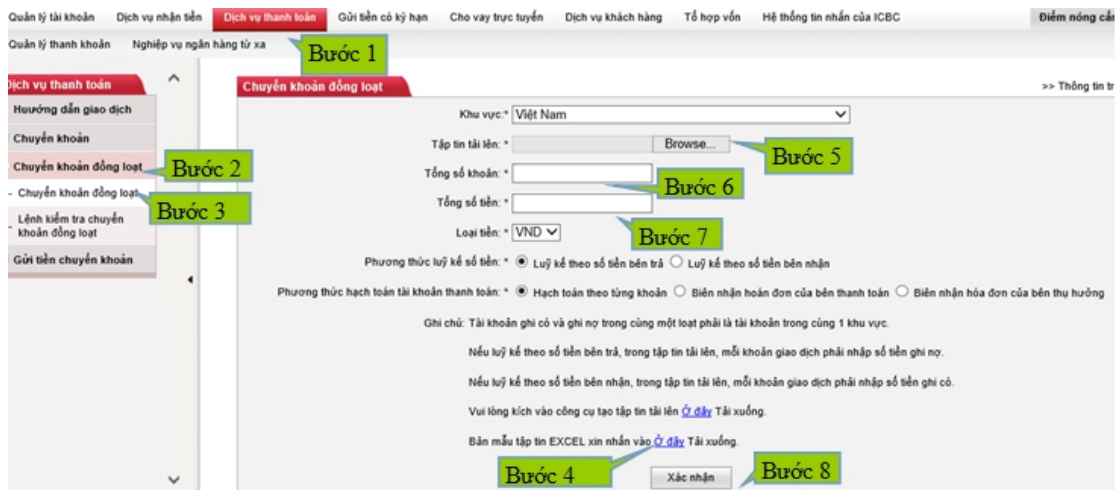 Quản lý tài khoản Dịch vụ nhận tiền Dịch vụ thanh toán Gửi tiền có kỳ hạn Cho vay trực tuyến Dịch vụ khách hàng Tổ hợp vốn Hệ thống tin nhắn của ICBC Điểm nóng cần
Quản lý thanh khoản Nghiệp vụ ngân hàng từ xa
Bước 1
Dịch vụ thanh toán
Hướng dẫn giao dịch
Chuyển khoản
Chuyển khoản đồng loạt
Bước 2
- Chuyển khoản đồng loạt
Bước 3
- Lệnh kiểm tra chuyển
khoản đồng loạt
Gửi tiền chuyển khoản
Chuyển khoản đồng loạt >> Thông tin tr
Khu vực:* Việt Nam
Tập tin tải lên: * Browse...
Bước 5
Tổng số khoản: *
Bước 6
Tổng số tiền: *
Bước 7
Loại tiền: * VND
Phương thức luỹ kế số tiền: * Luỹ kế theo số tiền bên trả Luỹ kế theo số tiền bên nhận
Phương thức hạch toán tài khoản thanh toán: * Hạch toán theo từng khoản Biên nhận hoán đơn của bên thanh toán Biên nhận hóa đơn của bên thụ hưởng
Ghi chú: Tài khoản ghi có và ghi nợ trong cùng một loạt phải là tài khoản trong cùng 1 khu vực.
Nếu luỹ kế theo số tiền bên trả, trong tập tin tải lên, mỗi khoản giao dịch phải nhập số tiền ghi nợ.
Nếu luỹ kế theo số tiền bên nhận, trong tập tin tải lên, mỗi khoản giao dịch phải nhập số tiền ghi có.
Vui lòng kích vào công cụ tạo tập tin tải lên Ở đây Tải xuống.
Bản mẫu tập tin EXCEL xin nhấn vào Ở đây Tải xuống.
Bước 4
Xác nhận
Bước 8